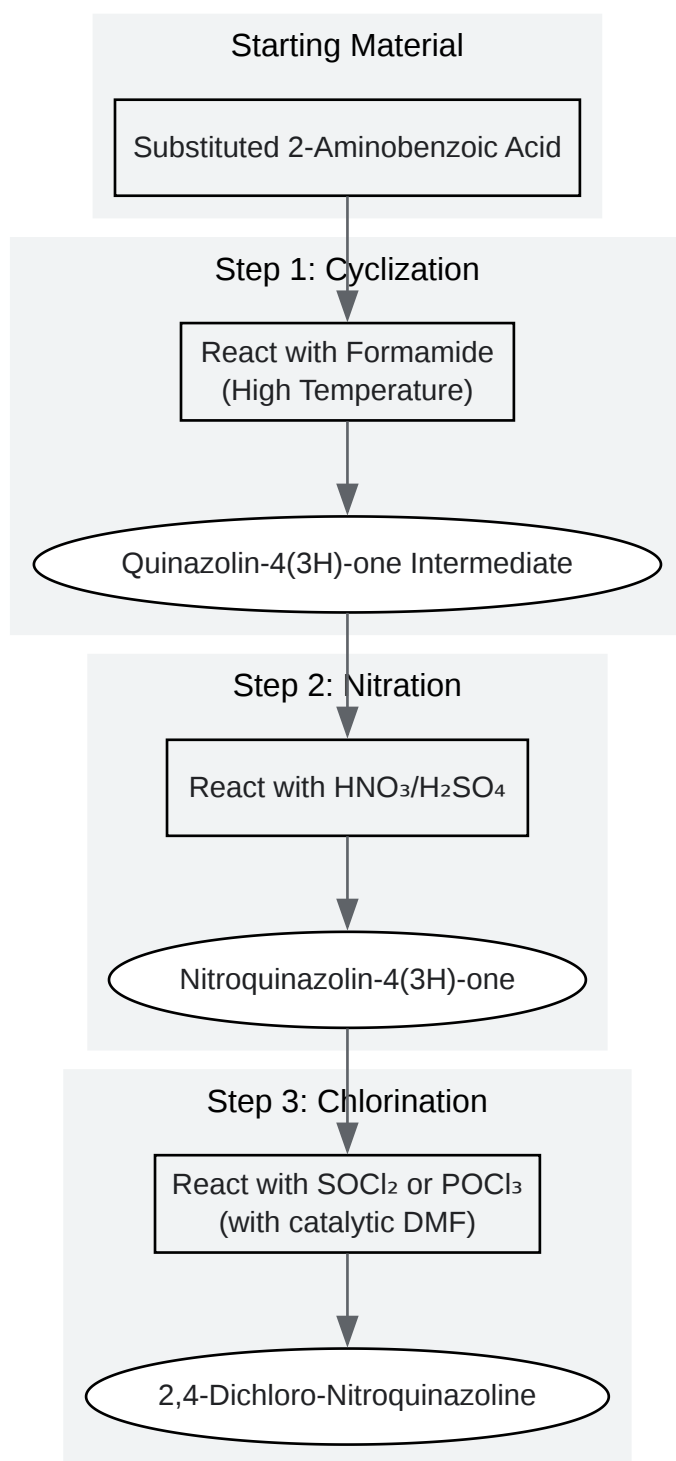 Starting Material
Substituted 2-Aminobenzoic Acid
Step 1: Cyclization
React with Formamide
(High Temperature)
Quinazolin-4(3H)-one Intermediate
Step 2: Nitration
React with HNO₃/H₂SO₄
Nitroquinazolin-4(3H)-one
Step 3: Chlorination
React with SOCl₂ or POCl₃
(with catalytic DMF)
2,4-Dichloro-Nitroquinazoline